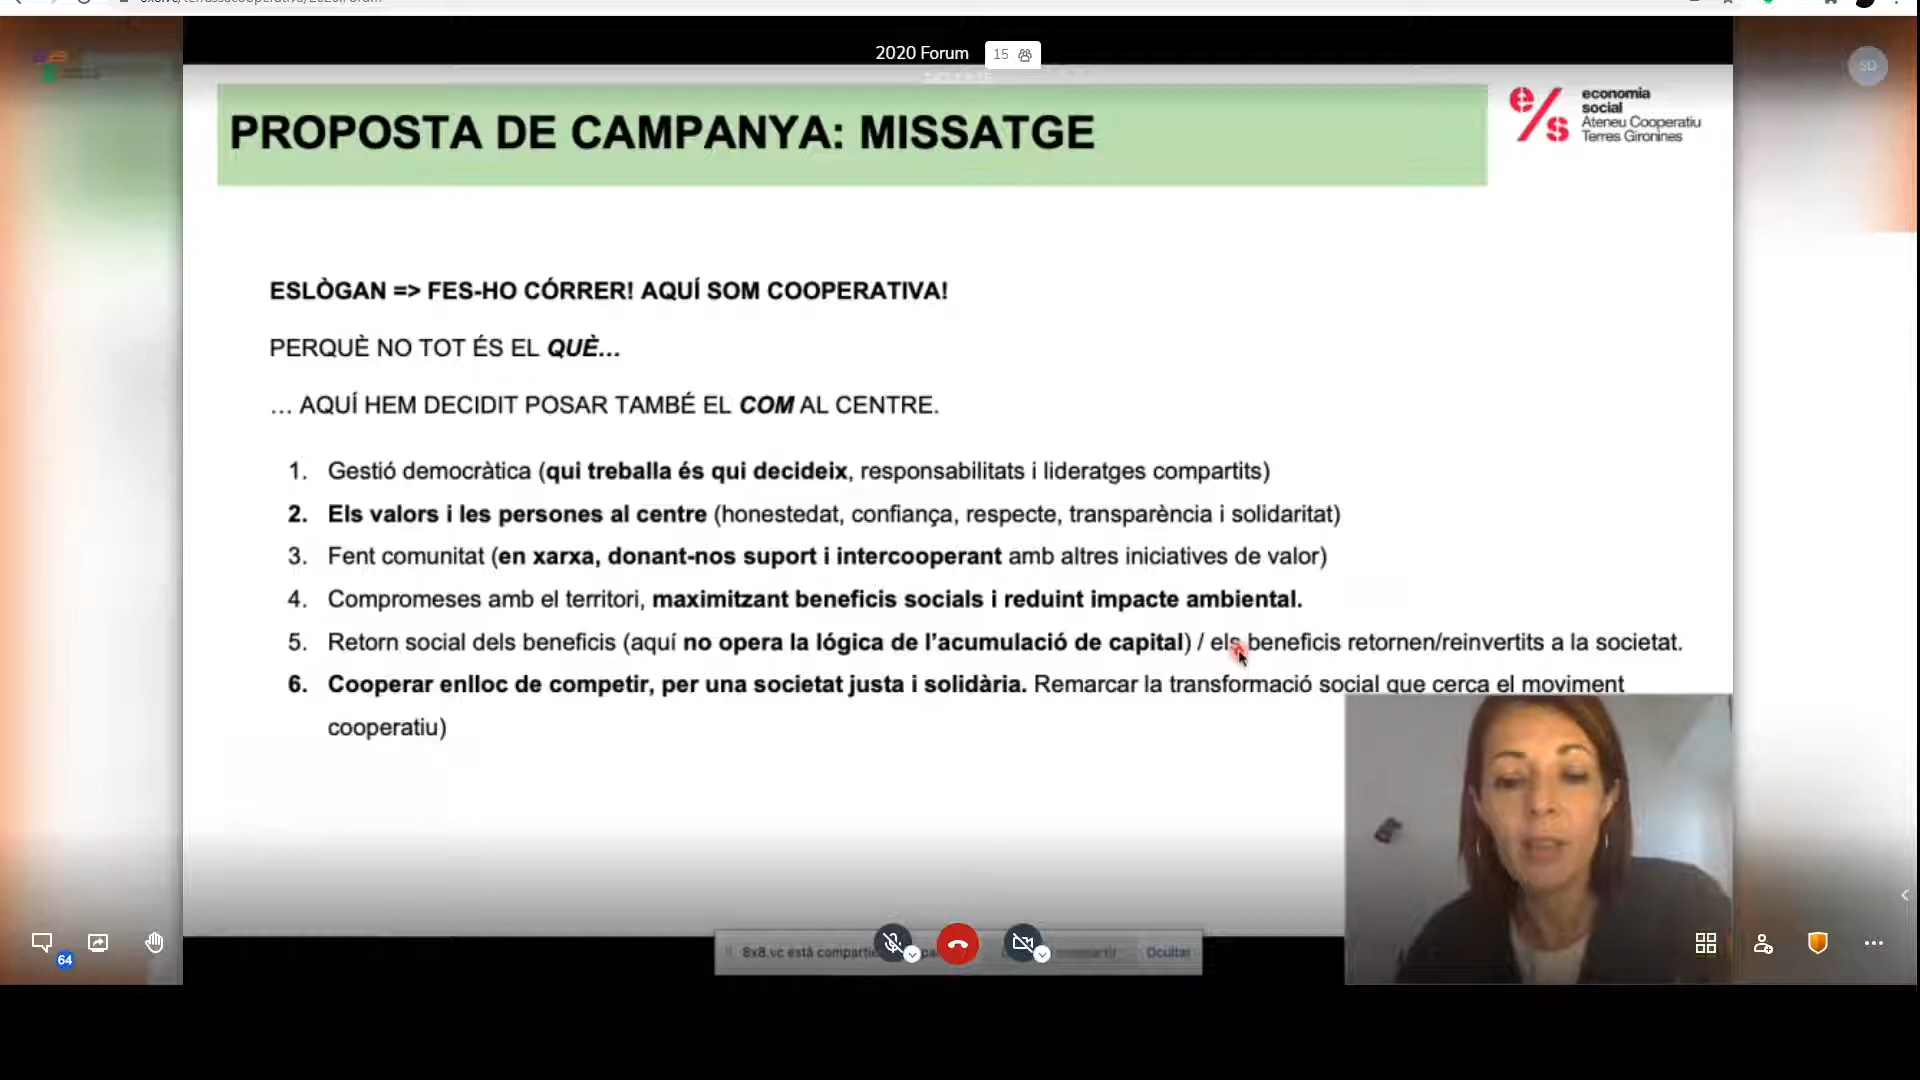 2020 Forum
15
SD
PROPOSTA DE CAMPANYA: MISSATGE
economia
social
Ateneu Cooperatiu
Terres Gironines
ESLÒGAN => FES-HO CÓRRER! AQUÍ SOM COOPERATIVA!
PERQUÈ NO TOT ÉS EL QUÈ...
... AQUÍ HEM DECIDIT POSAR TAMBÉ EL COM AL CENTRE.
1. Gestió democràtica (qui treballa és qui decideix, responsabilitats i lideratges compartits)
2. Els valors i les persones al centre (honestedat, confiança, respecte, transparència i solidaritat)
3. Fent comunitat (en xarxa, donant-nos suport i intercooperant amb altres iniciatives de valor)
4. Compromeses amb el territori, maximitzant beneficis socials i reduint impacte ambiental.
5. Retorn social dels beneficis (aquí no opera la lógica de l'acumulació de capital) / els beneficis retornen/reinvertits a la societat.
6. Cooperar enlloc de competir, per una societat justa i solidària. Remarcar la transformació social que cerca el moviment
cooperatiu)
64
8x8.vc está Ocultar